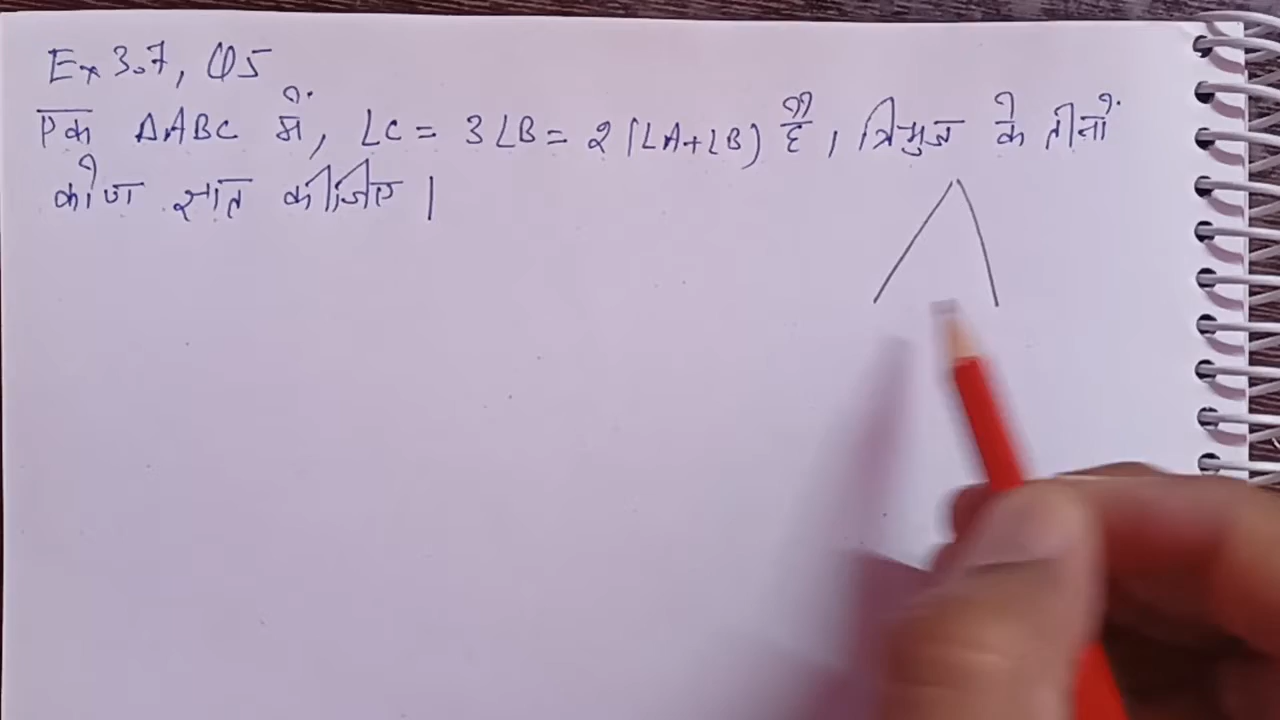 Ex 3.7, Q5
एक ΔABC में, ∠C = 3∠B = 2(∠A+∠B) है, त्रिभुज के तीनों
कोण ज्ञात कीजिए।